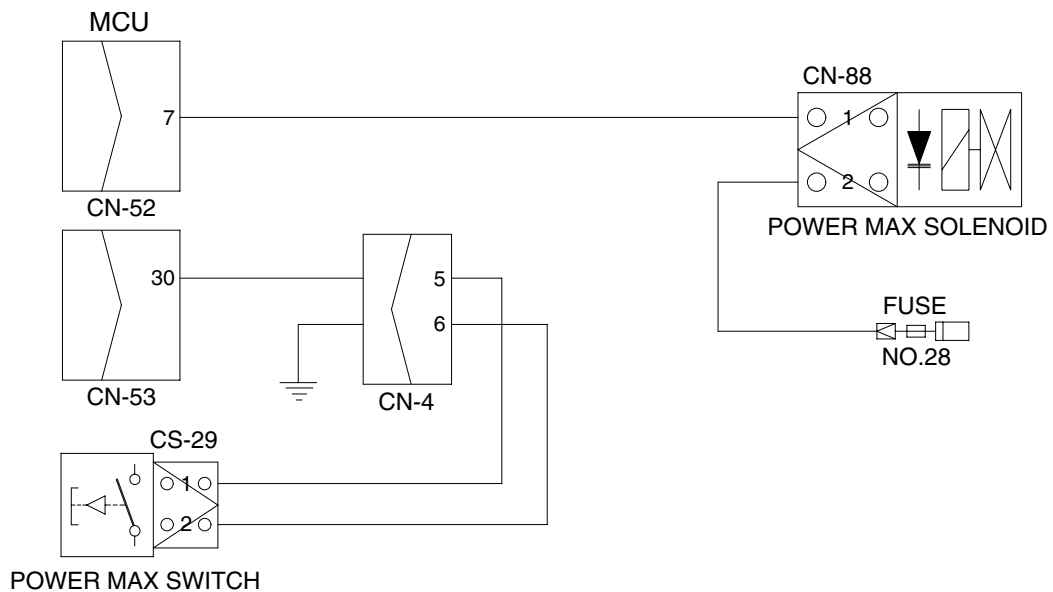 MCU
7
CN-52
CN-88
1
2
POWER MAX SOLENOID
30
CN-53
5
6
CN-4
FUSE
NO.28
CS-29
1
2
POWER MAX SWITCH